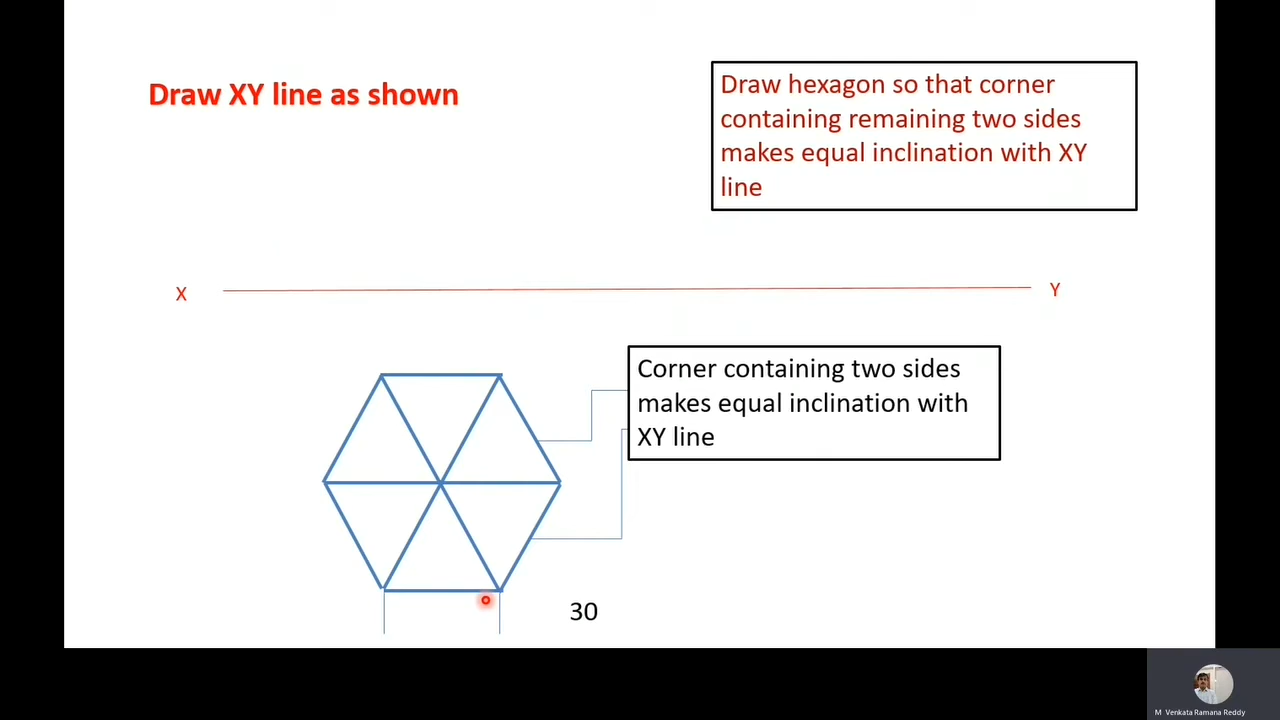 Draw XY line as shown
Draw hexagon so that corner
containing remaining two sides
makes equal inclination with XY
line
X
Y
Corner containing two sides
makes equal inclination with
XY line
30
M Venkata Ramana Reddy